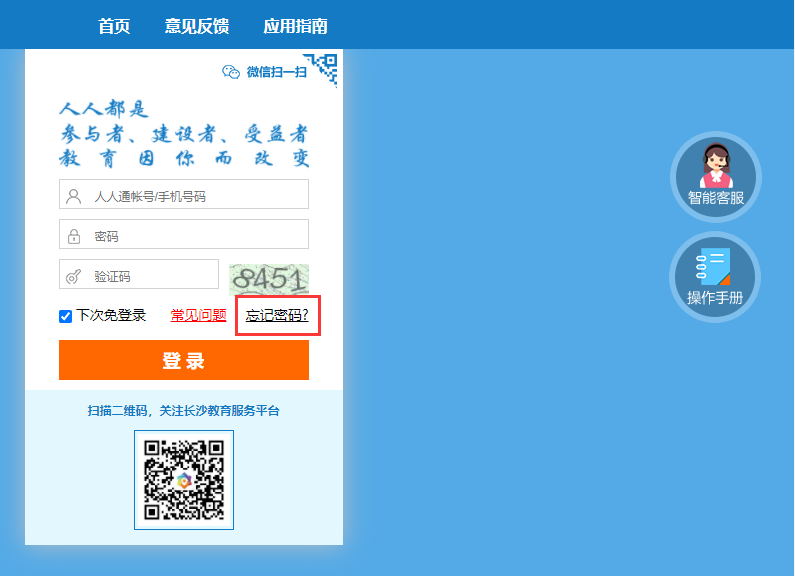 首页 意见反馈 应用指南
微信扫一扫
人人都是
参与者、建设者、受益者
教育因你而改变
人人通帐号/手机号码
密码
验证码 8451
下次免登录 常见问题 忘记密码?
登录
扫描二维码，关注长沙教育服务平台
智能客服
操作手册